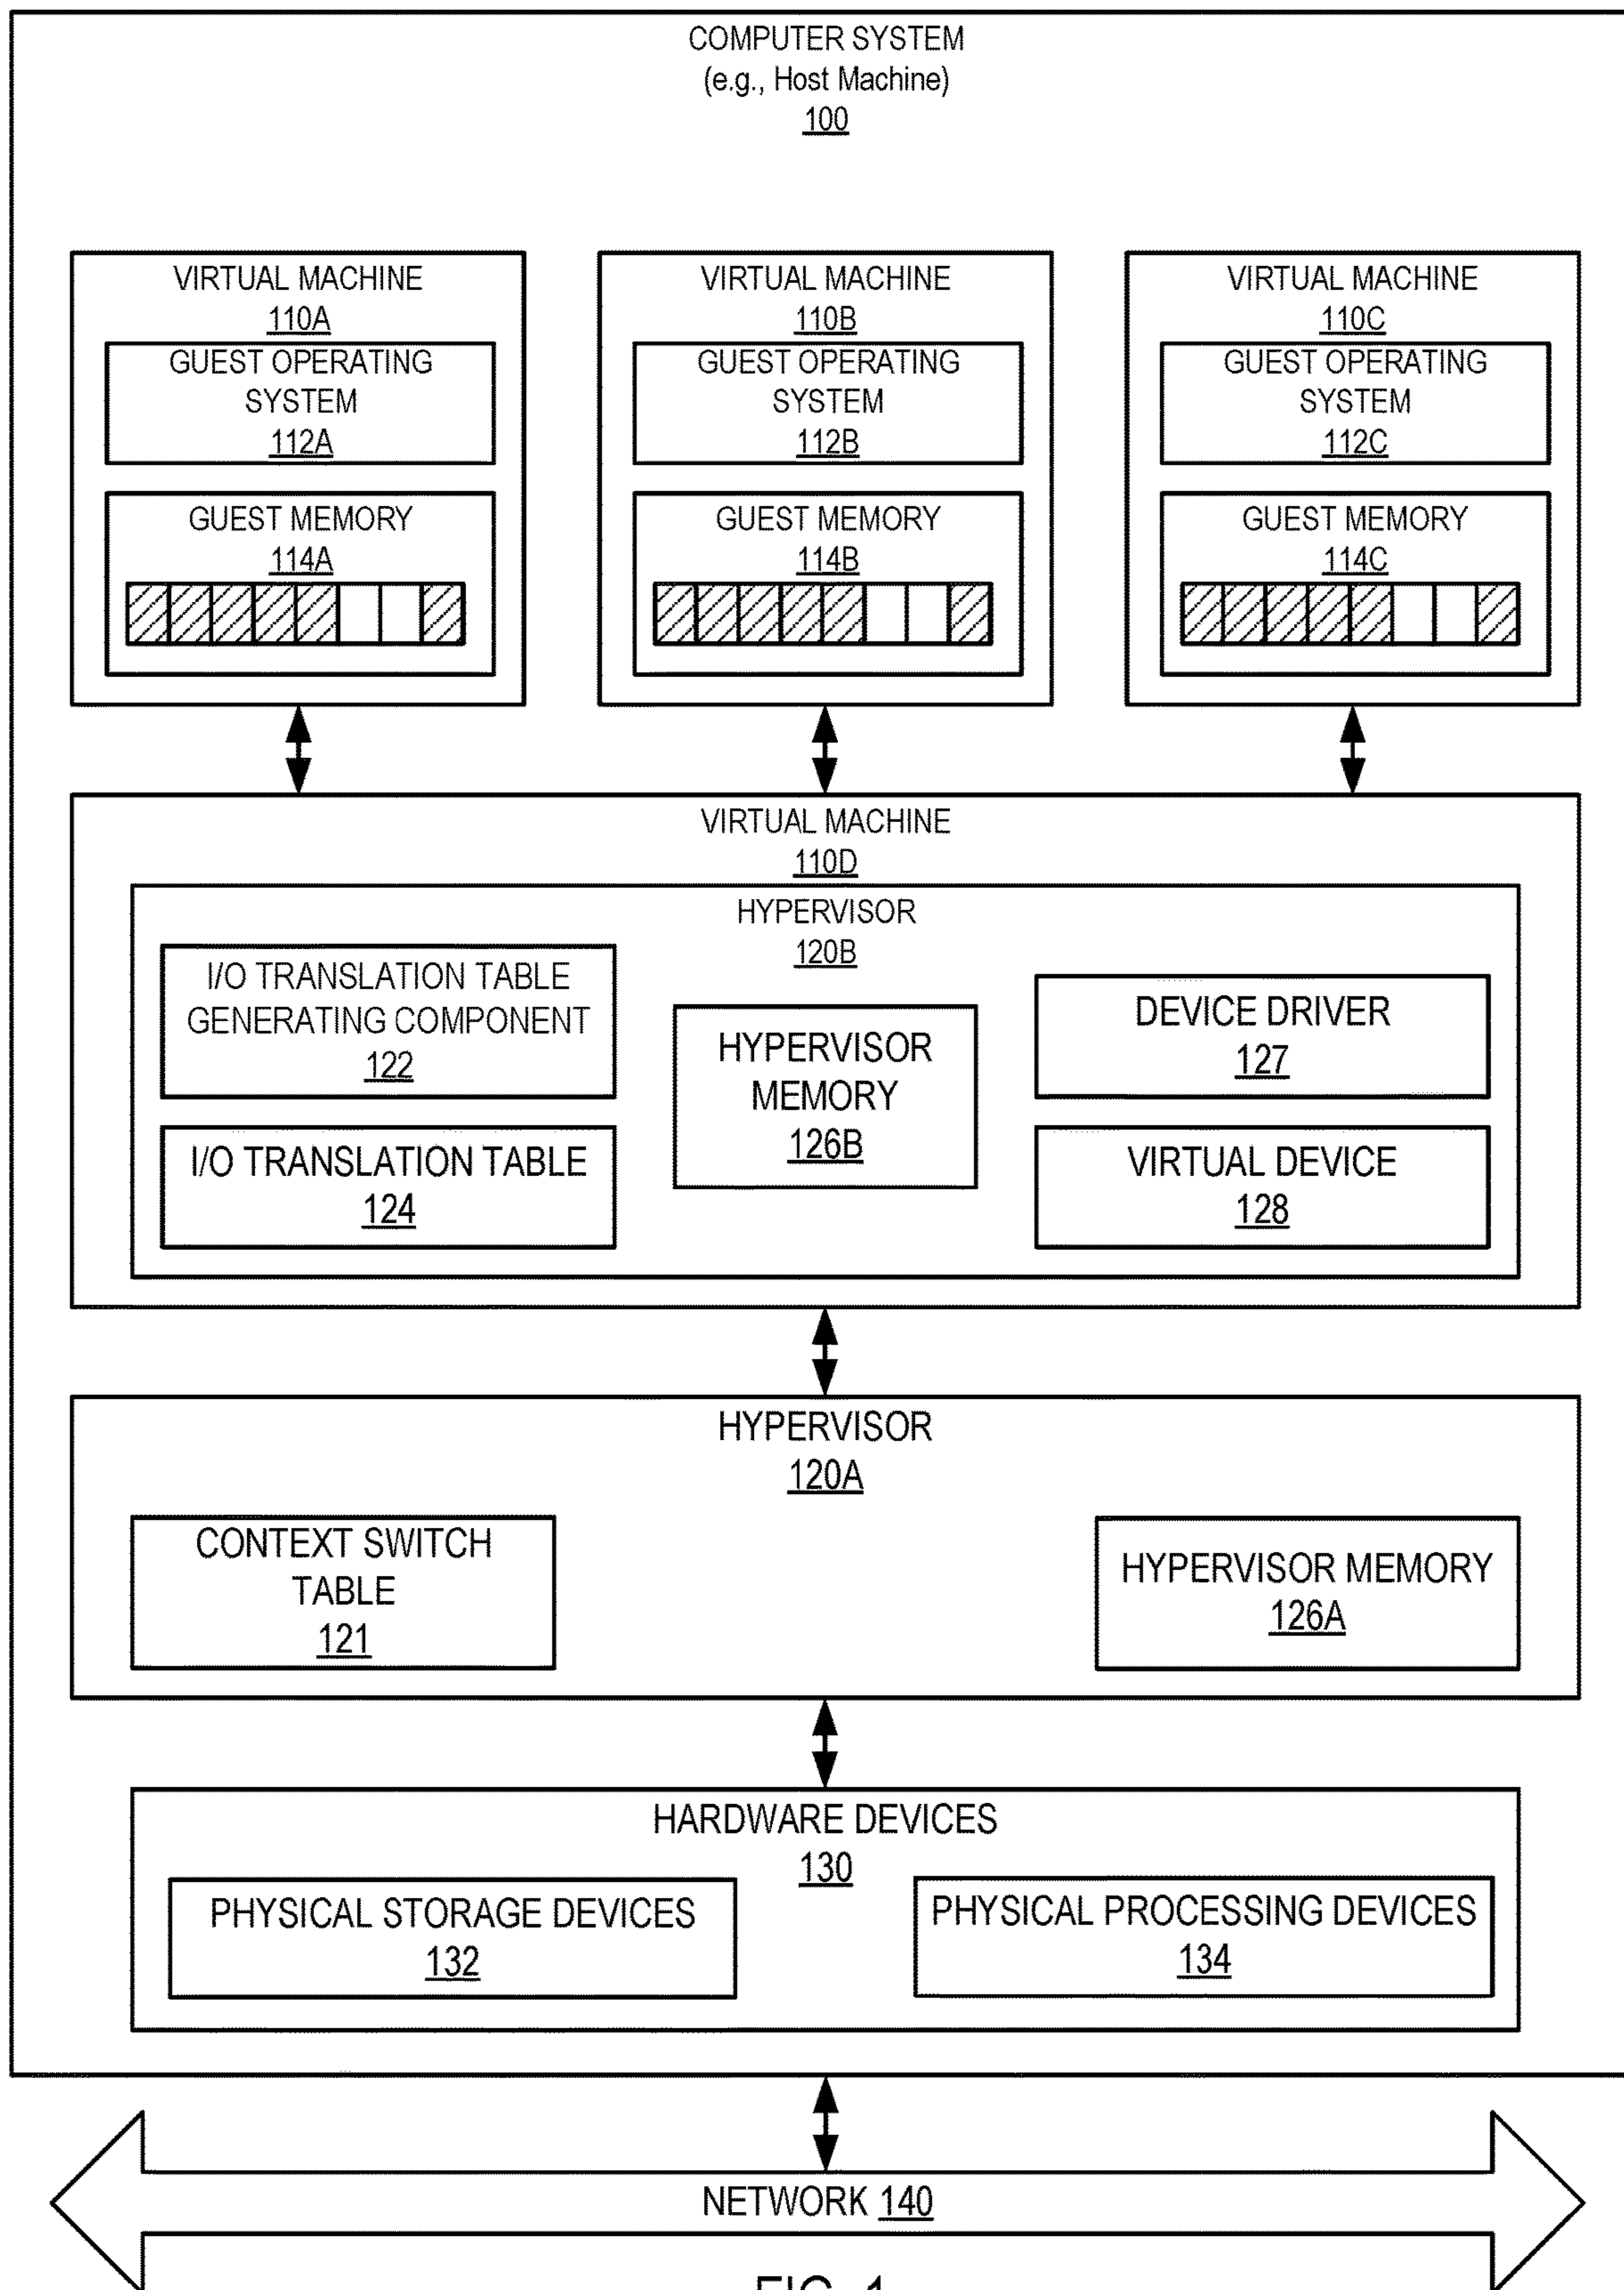 COMPUTER SYSTEM
(e.g., Host Machine)
100
VIRTUAL MACHINE
110A
GUEST OPERATING
SYSTEM
112A
GUEST MEMORY
114A
VIRTUAL MACHINE
110B
GUEST OPERATING
SYSTEM
112B
GUEST MEMORY
114B
VIRTUAL MACHINE
110C
GUEST OPERATING
SYSTEM
112C
GUEST MEMORY
114C
VIRTUAL MACHINE
110D
HYPERVISOR
120B
I/O TRANSLATION TABLE
GENERATING COMPONENT
122
I/O TRANSLATION TABLE
124
HYPERVISOR
MEMORY
126B
DEVICE DRIVER
127
VIRTUAL DEVICE
128
HYPERVISOR
120A
CONTEXT SWITCH
TABLE
121
HYPERVISOR MEMORY
126A
HARDWARE DEVICES
130
PHYSICAL STORAGE DEVICES
132
PHYSICAL PROCESSING DEVICES
134
NETWORK 140
FIG. 1